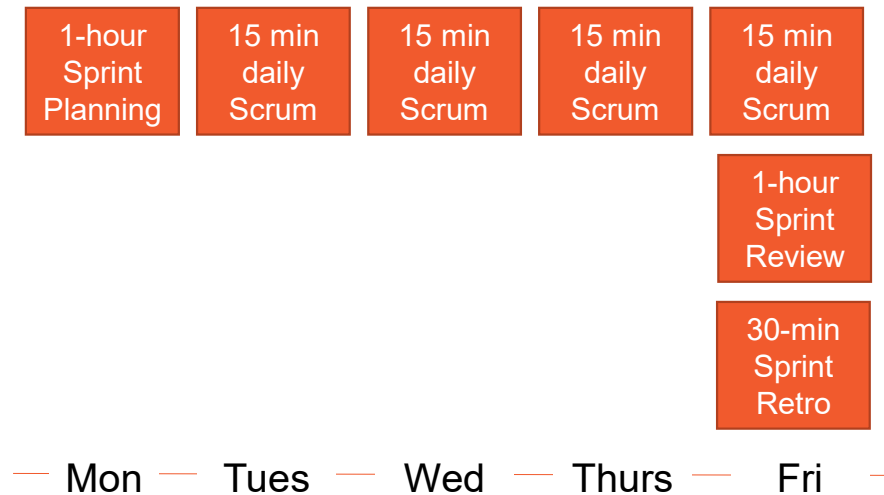 1-hour
Sprint
Planning
15 min
daily
Scrum
15 min
daily
Scrum
15 min
daily
Scrum
15 min
daily
Scrum
1-hour
Sprint
Review
30-min
Sprint
Retro
Mon
Tues
Wed
Thurs
Fri